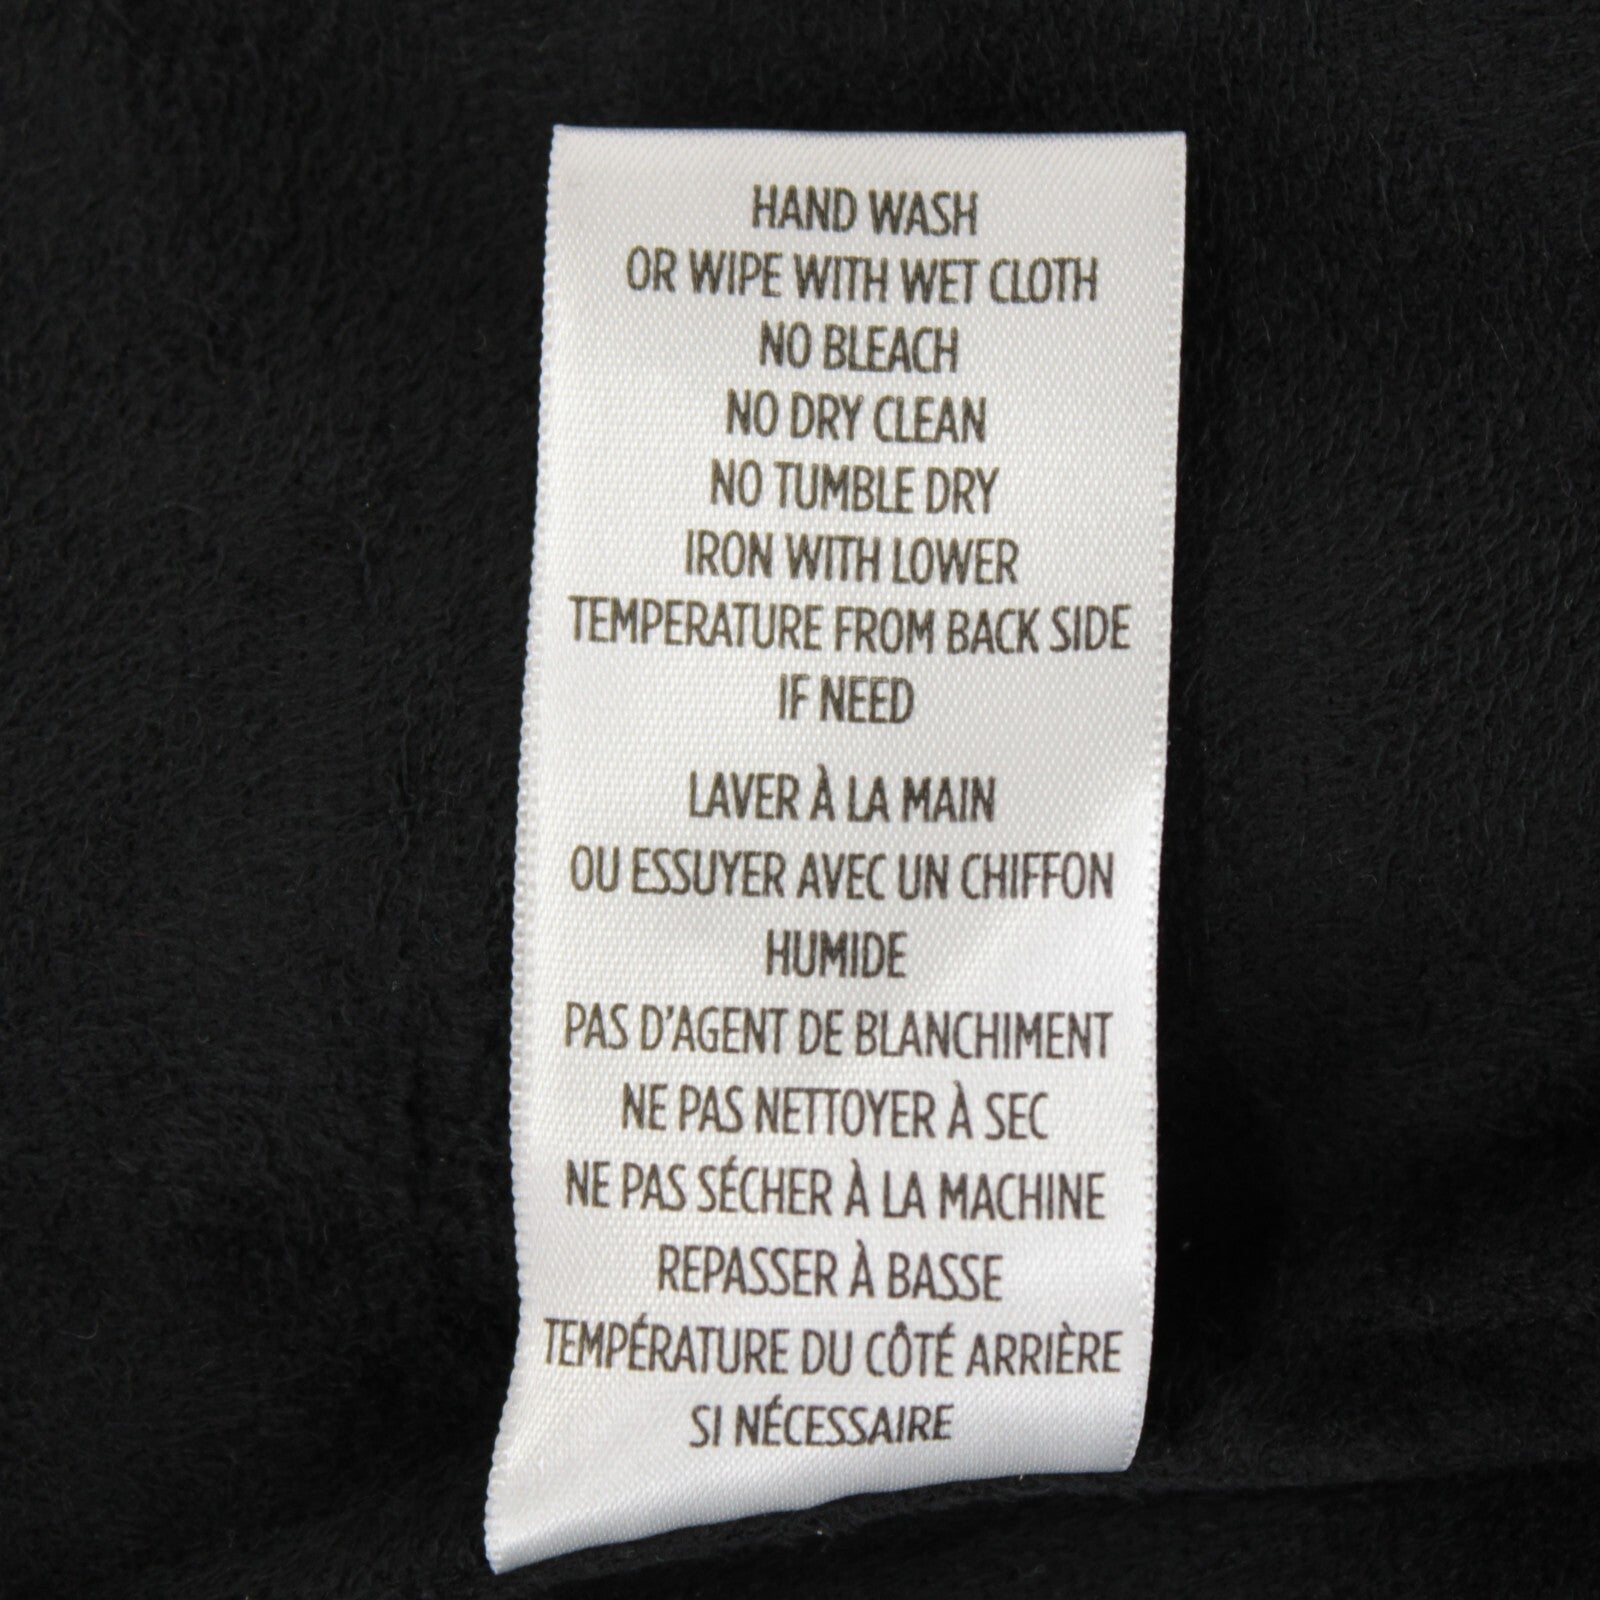 HAND WASH
OR WIPE WITH WET CLOTH
NO BLEACH
NO DRY CLEAN
NO TUMBLE DRY
IRON WITH LOWER
TEMPERATURE FROM BACK SIDE
IF NEED
LAVER À LA MAIN
OU ESSUYER AVEC UN CHIFFON
HUMIDE
PAS D'AGENT DE BLANCHIMENT
NE PAS NETTOYER À SEC
NE PAS SÉCHER À LA MACHINE
REPASSER À BASSE
TEMPÉRATURE DU CÔTÉ ARRIÈRE
SI NÉCESSAIRE